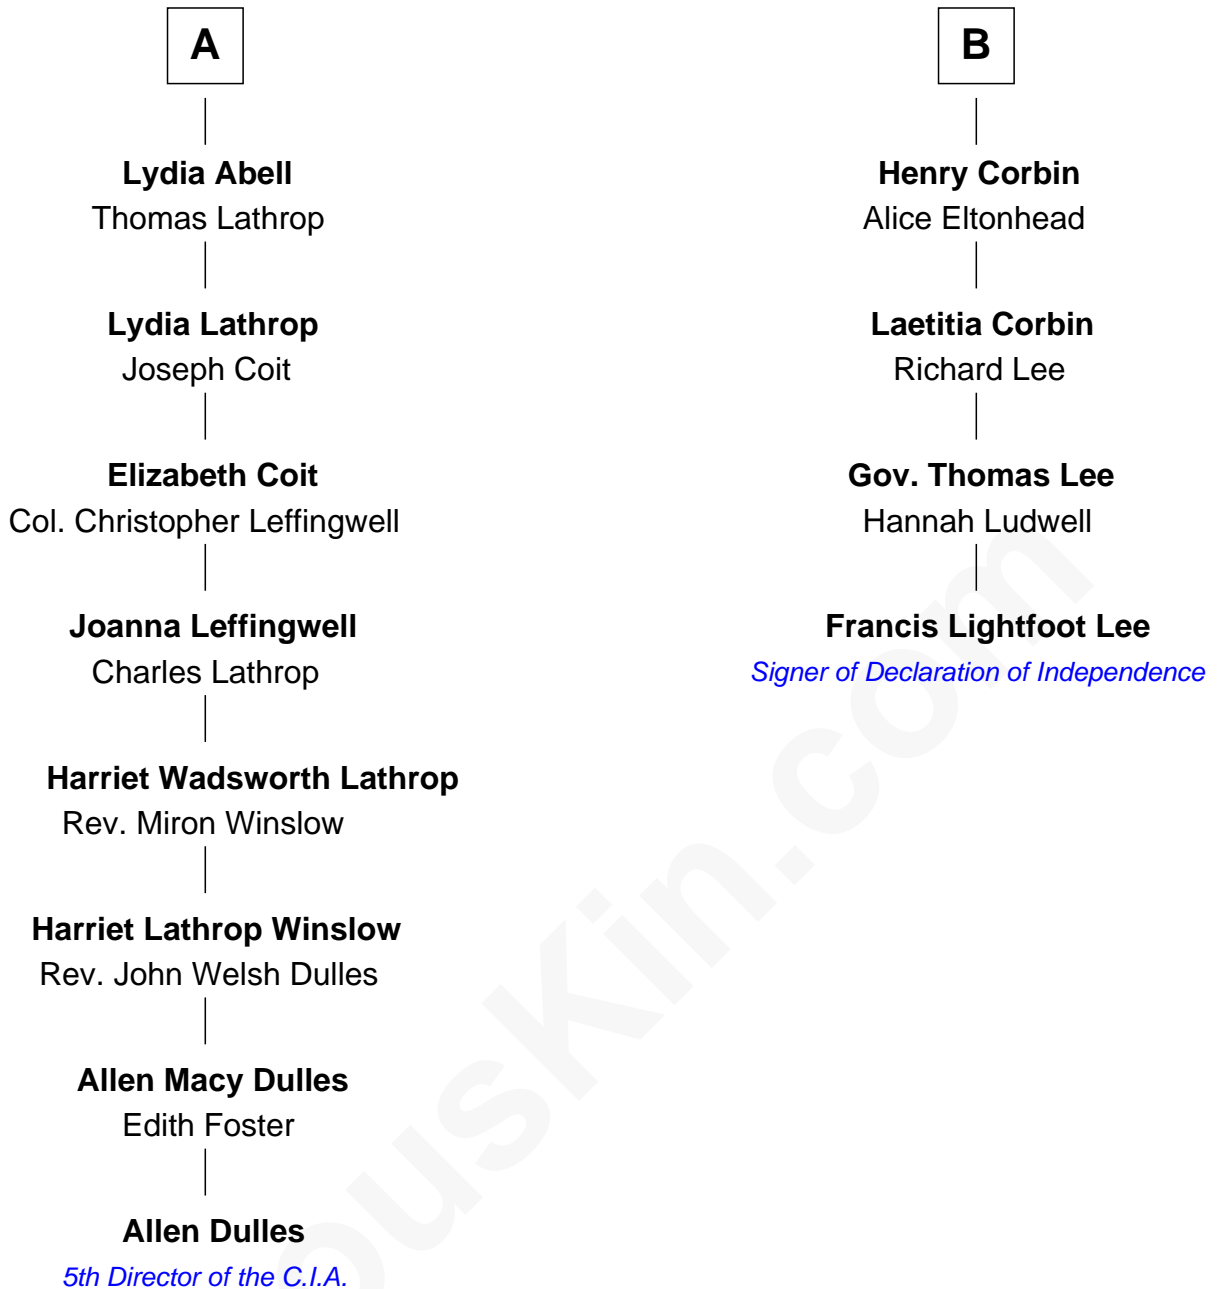 A
Lydia Abell
Thomas Lathrop
Lydia Lathrop
Joseph Coit
Elizabeth Coit
Col. Christopher Leffingwell
Joanna Leffingwell
Charles Lathrop
Harriet Wadsworth Lathrop
Rev. Miron Winslow
Harriet Lathrop Winslow
Rev. John Welsh Dulles
Allen Macy Dulles
Edith Foster
Allen Dulles
5th Director of the C.I.A.
B
Henry Corbin
Alice Eltonhead
Laetitia Corbin
Richard Lee
Gov. Thomas Lee
Hannah Ludwell
Francis Lightfoot Lee
Signer of Declaration of Independence
ousKin.com